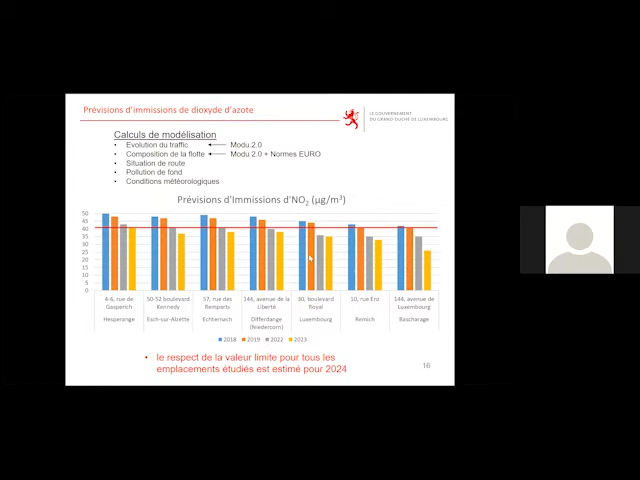 Prévisions d'immissions de dioxyde d'azote
LE GOUVERNEMENT
DU GRAND-DUCHÉ DE LUXEMBOURG
Calculs de modélisation
• Evolution du traffic
Modu.2.0
• Composition de la flotte
Modu 2.0 + Normes EURO
• Situation de route
• Pollution de fond
• Conditions météorologiques
Prévisions d'Immissions d'NO2 (µg/m³)
50
45
40
35
30
25
20
15
10
5
0
4-6, rue de Gasperich
50-52 boulevard Kennedy
57, rue des Remparts
144, avenue de la Liberté
30, boulevard Royal
10, rue Enz
144, avenue de Luxembourg
Hesperange
Esch-sur-Alzette
Echternach
Differdange (Niedercorn)
Luxembourg
Remich
Bascharage
2018 2019 2022 2023
• le respect de la valeur limite pour tous les
emplacements étudiés est estimé pour 2024
16